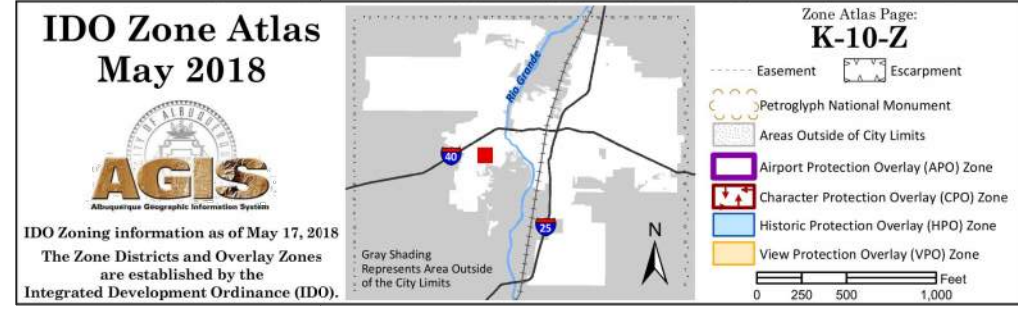 IDO Zone Atlas
May 2018
CITY OF ALBUQUERQUE
AGIS
Albuquerque Geographic Information System
IDO Zoning information as of May 17, 2018
The Zone Districts and Overlay Zones
are established by the
Integrated Development Ordinance (IDO).
Rio Grande
40
25
N
Gray Shading
Represents Area Outside
of the City Limits
Zone Atlas Page:
K-10-Z
Easement
Escarpment
Petroglyph National Monument
Areas Outside of City Limits
Airport Protection Overlay (APO) Zone
Character Protection Overlay (CPO) Zone
Historic Protection Overlay (HPO) Zone
View Protection Overlay (VPO) Zone
Feet
0 250 500 1,000